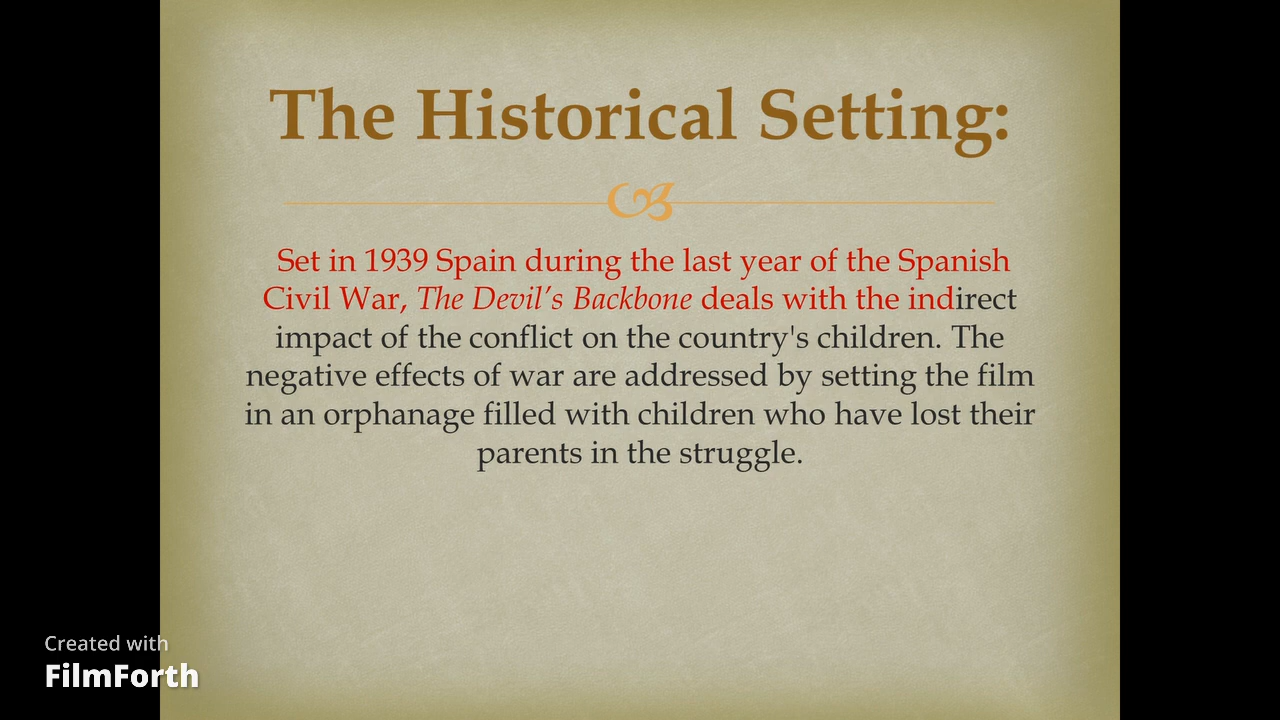 The Historical Setting:
Set in 1939 Spain during the last year of the Spanish
Civil War, The Devil’s Backbone deals with the indirect
impact of the conflict on the country's children. The
negative effects of war are addressed by setting the film
in an orphanage filled with children who have lost their
parents in the struggle.
Created with
FilmForth